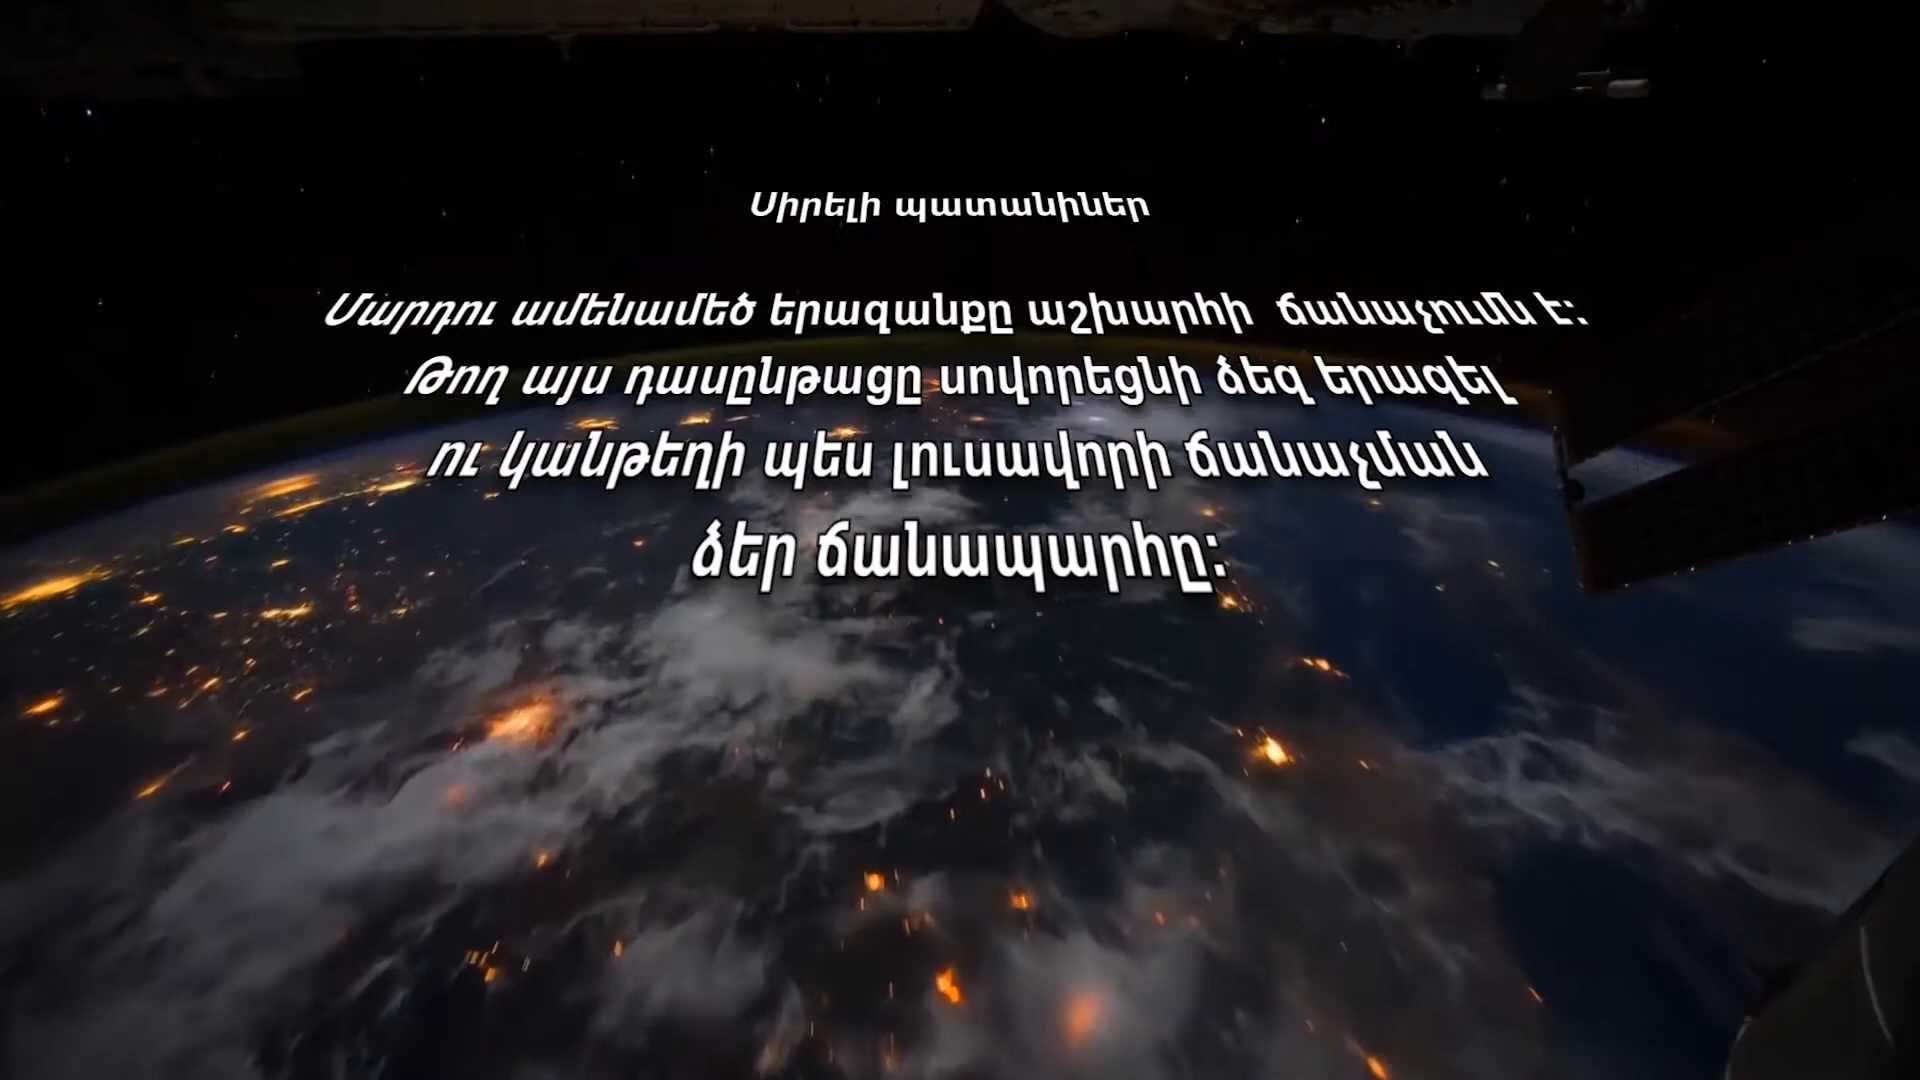 Սիրելի պատանիներ
Մարդու ամենամեծ երազանքը աշխարհի ճանաչումն է:
Թող այս դասընթացը սովորեցնի ձեզ երազել
ու կանթեղի պես լուսավորի ճանաչման
ձեր ճանապարհը: